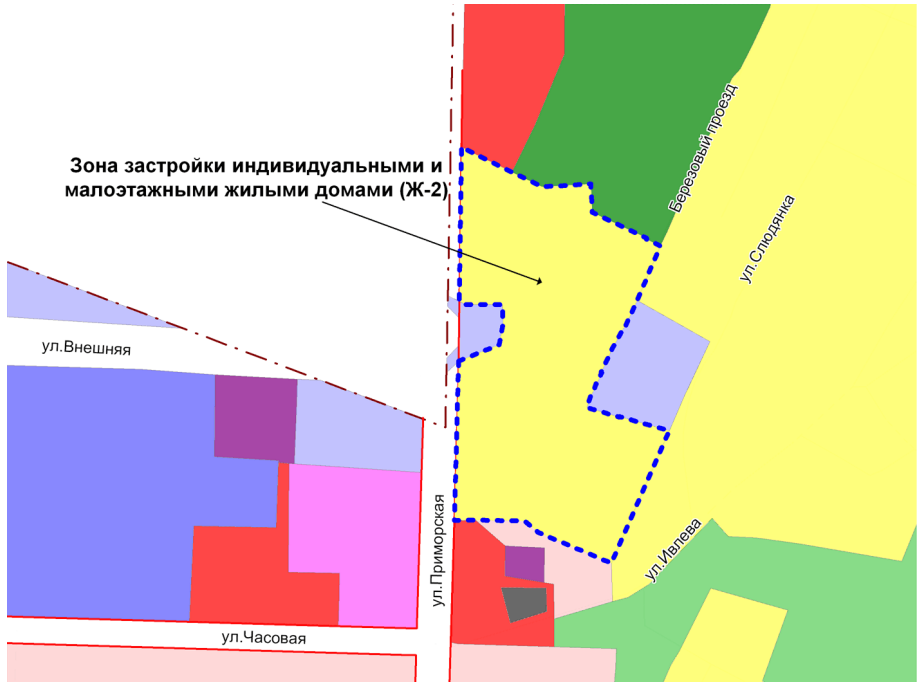 Зона застройки индивидуальными и
малоэтажными жилыми домами (Ж-2)
Березовый проезд
ул.Слюдянка
ул.Внешняя
ул.Приморская
ул.Ивлева
ул.Часовая